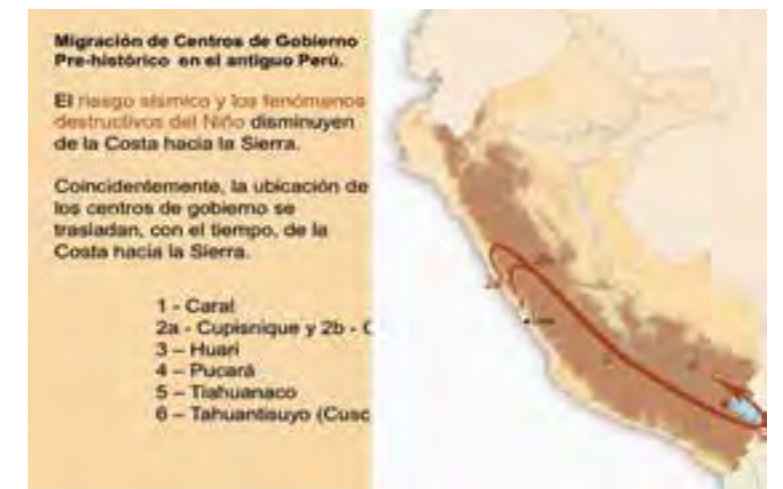 Migración de Centros de Gobierno
Pre-histórico en el antiguo Perú.
El riesgo sísmico y los fenómenos
destructivos del Niño disminuyen
de la Costa hacia la Sierra.
Coincidentemente, la ubicación de
los centros de gobierno se
trasladan, con el tiempo, de la
Costa hacia la Sierra.
1 - Caral
2a - Cupisnique y 2b - C
3 – Huari
4 – Pucará
5 – Tiahuanaco
6 – Tahuantisuyo (Cusc